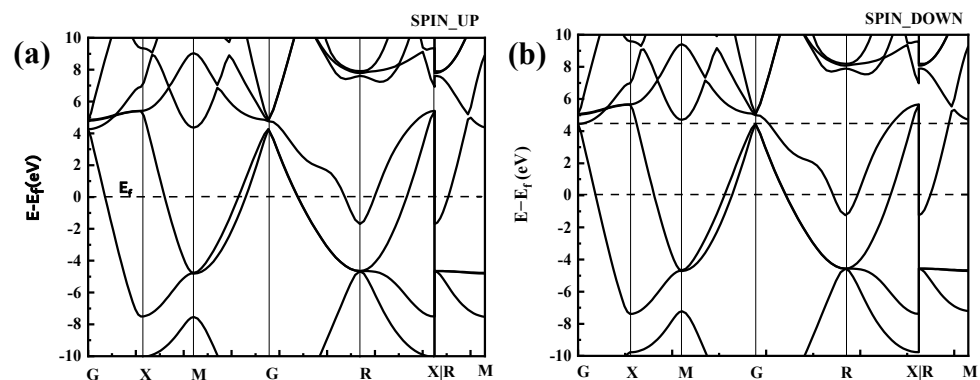 SPIN_UP
(a)
10
8
6
4
2
0
-2
-4
-6
-8
-10
E-Ef(eV)
Ef
G X M G R X|R M
SPIN_DOWN
(b)
10
8
6
4
2
0
-2
-4
-6
-8
-10
E−Ef (eV)
G X M G R X|R M